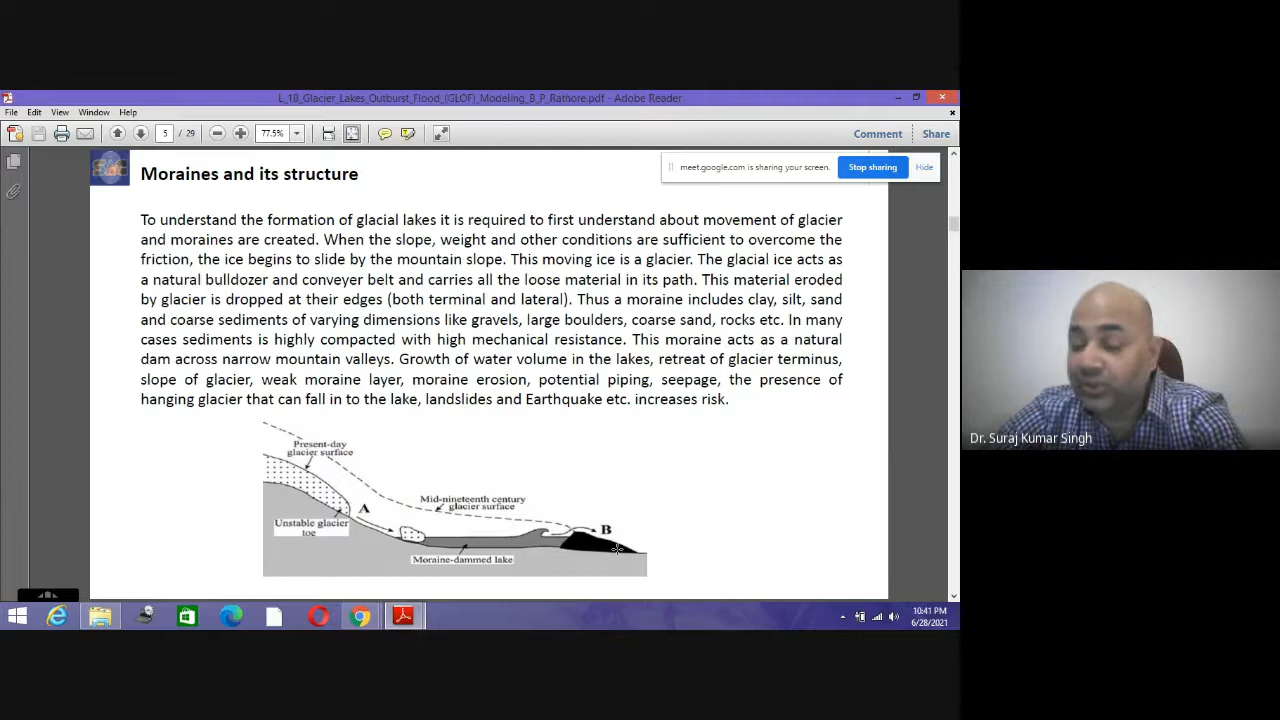 L_1B_Glacier_Lakes_Outburst_Flood_(GLOF)_Modeling_B_P_Rathore.pdf - Adobe Reader
File Edit View Window Help
5 / 29 77.5% Comment Share
meet.google.com is sharing your screen. Stop sharing Hide
Moraines and its structure
To understand the formation of glacial lakes it is required to first understand about movement of glacier
and moraines are created. When the slope, weight and other conditions are sufficient to overcome the
friction, the ice begins to slide by the mountain slope. This moving ice is a glacier. The glacial ice acts as
a natural bulldozer and conveyer belt and carries all the loose material in its path. This material eroded
by glacier is dropped at their edges (both terminal and lateral). Thus a moraine includes clay, silt, sand
and coarse sediments of varying dimensions like gravels, large boulders, coarse sand, rocks etc. In many
cases sediments is highly compacted with high mechanical resistance. This moraine acts as a natural
dam across narrow mountain valleys. Growth of water volume in the lakes, retreat of glacier terminus,
slope of glacier, weak moraine layer, moraine erosion, potential piping, seepage, the presence of
hanging glacier that can fall in to the lake, landslides and Earthquake etc. increases risk.
Present-day
glacier surface
Mid-nineteenth century
glacier surface
A
Unstable glacier
toe
B
Moraine-dammed lake
Dr. Suraj Kumar Singh
10:41 PM
6/28/2021